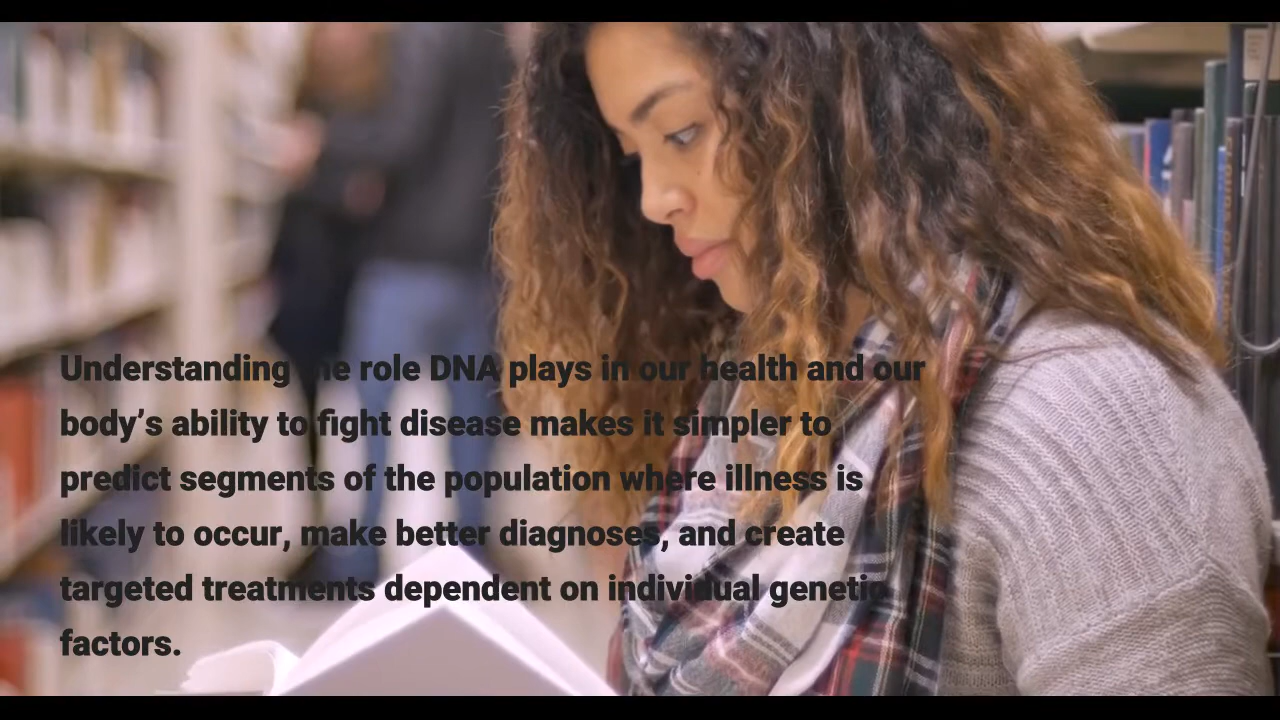 Understanding the role DNA plays in our health and our
body’s ability to fight disease makes it simpler to
predict segments of the population where illness is
likely to occur, make better diagnoses, and create
targeted treatments dependent on individual genetic
factors.